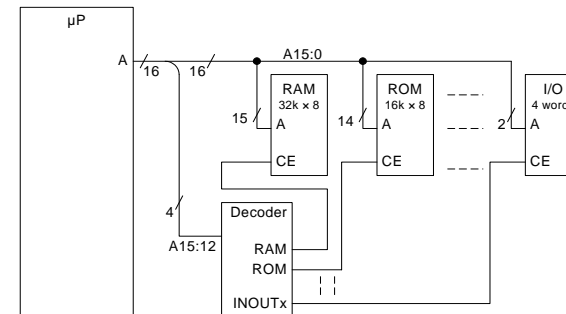 µP
A
16
16
A15:0
RAM
32k × 8
15
A
CE
ROM
16k × 8
14
A
CE
I/O
4 word
2
A
CE
4
A15:12
Decoder
RAM
ROM
INOUTx